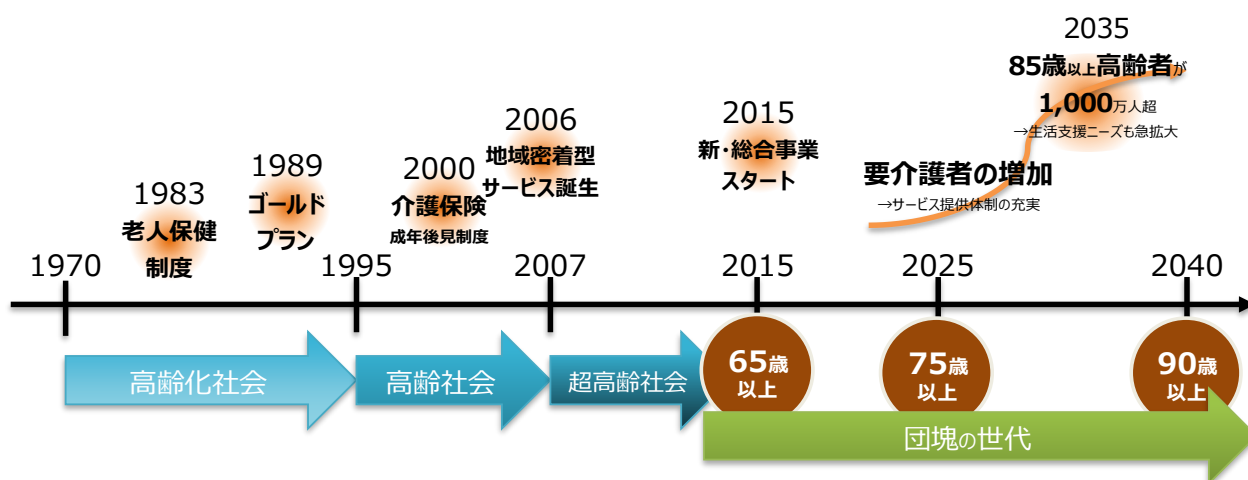 2035
85歳以上高齢者が
1,000万人超
→生活支援ニーズも急拡大
2006
地域密着型
サービス誕生
2015
新・総合事業
スタート
1989
ゴールド
プラン
2000
介護保険
成年後見制度
要介護者の増加
→サービス提供体制の充実
1983
老人保健
制度
1970
1995
2007
2015
2025
2040
高齢化社会
高齢社会
超高齢社会
65歳
以上
75歳
以上
90歳
以上
団塊の世代